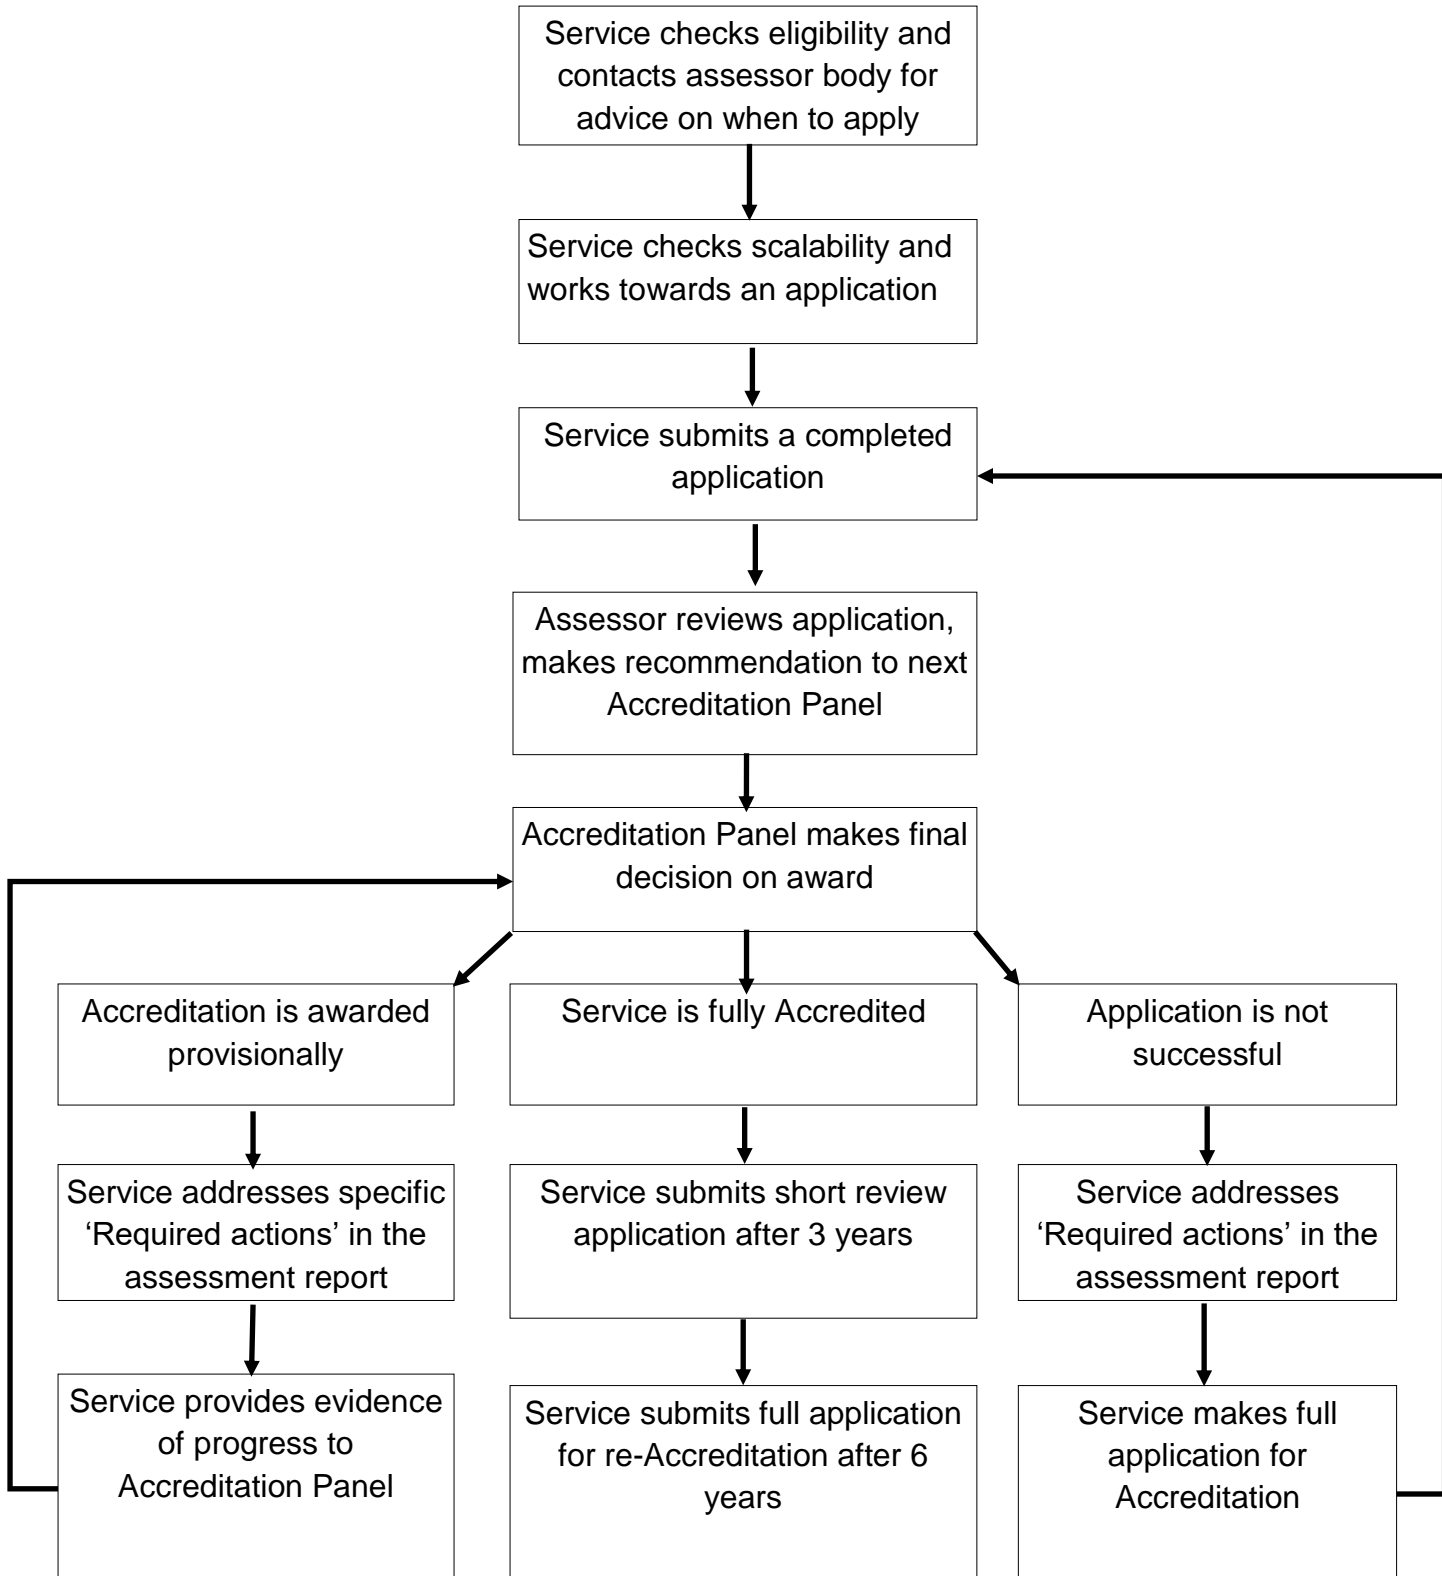 Service checks eligibility and
contacts assessor body for
advice on when to apply
Service checks scalability and
works towards an application
Service submits a completed
application
Assessor reviews application,
makes recommendation to next
Accreditation Panel
Accreditation Panel makes final
decision on award
Accreditation is awarded
provisionally
Service is fully Accredited
Application is not
successful
Service addresses specific
‘Required actions’ in the
assessment report
Service submits short review
application after 3 years
Service addresses
‘Required actions’ in the
assessment report
Service provides evidence
of progress to
Accreditation Panel
Service submits full application
for re-Accreditation after 6
years
Service makes full
application for
Accreditation